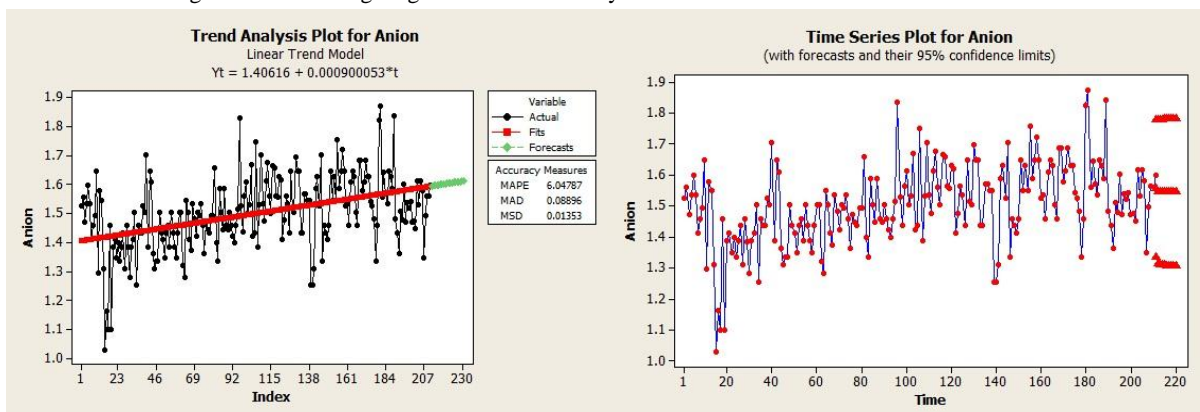 Trend Analysis Plot for Anion
Linear Trend Model
Yt = 1.40616 + 0.000900053*t
1.9
1.8
1.7
1.6
1.5
1.4
1.3
1.2
1.1
1.0
Anion
1 23 46 69 92 115 138 161 184 207 230
Index
Variable
Actual
Fits
Forecasts
Accuracy Measures
MAPE 6.04787
MAD 0.08896
MSD 0.01353
Time Series Plot for Anion
(with forecasts and their 95% confidence limits)
1.9
1.8
1.7
1.6
1.5
1.4
1.3
1.2
1.1
1.0
Anion
1 20 40 60 80 100 120 140 160 180 200 220
Time